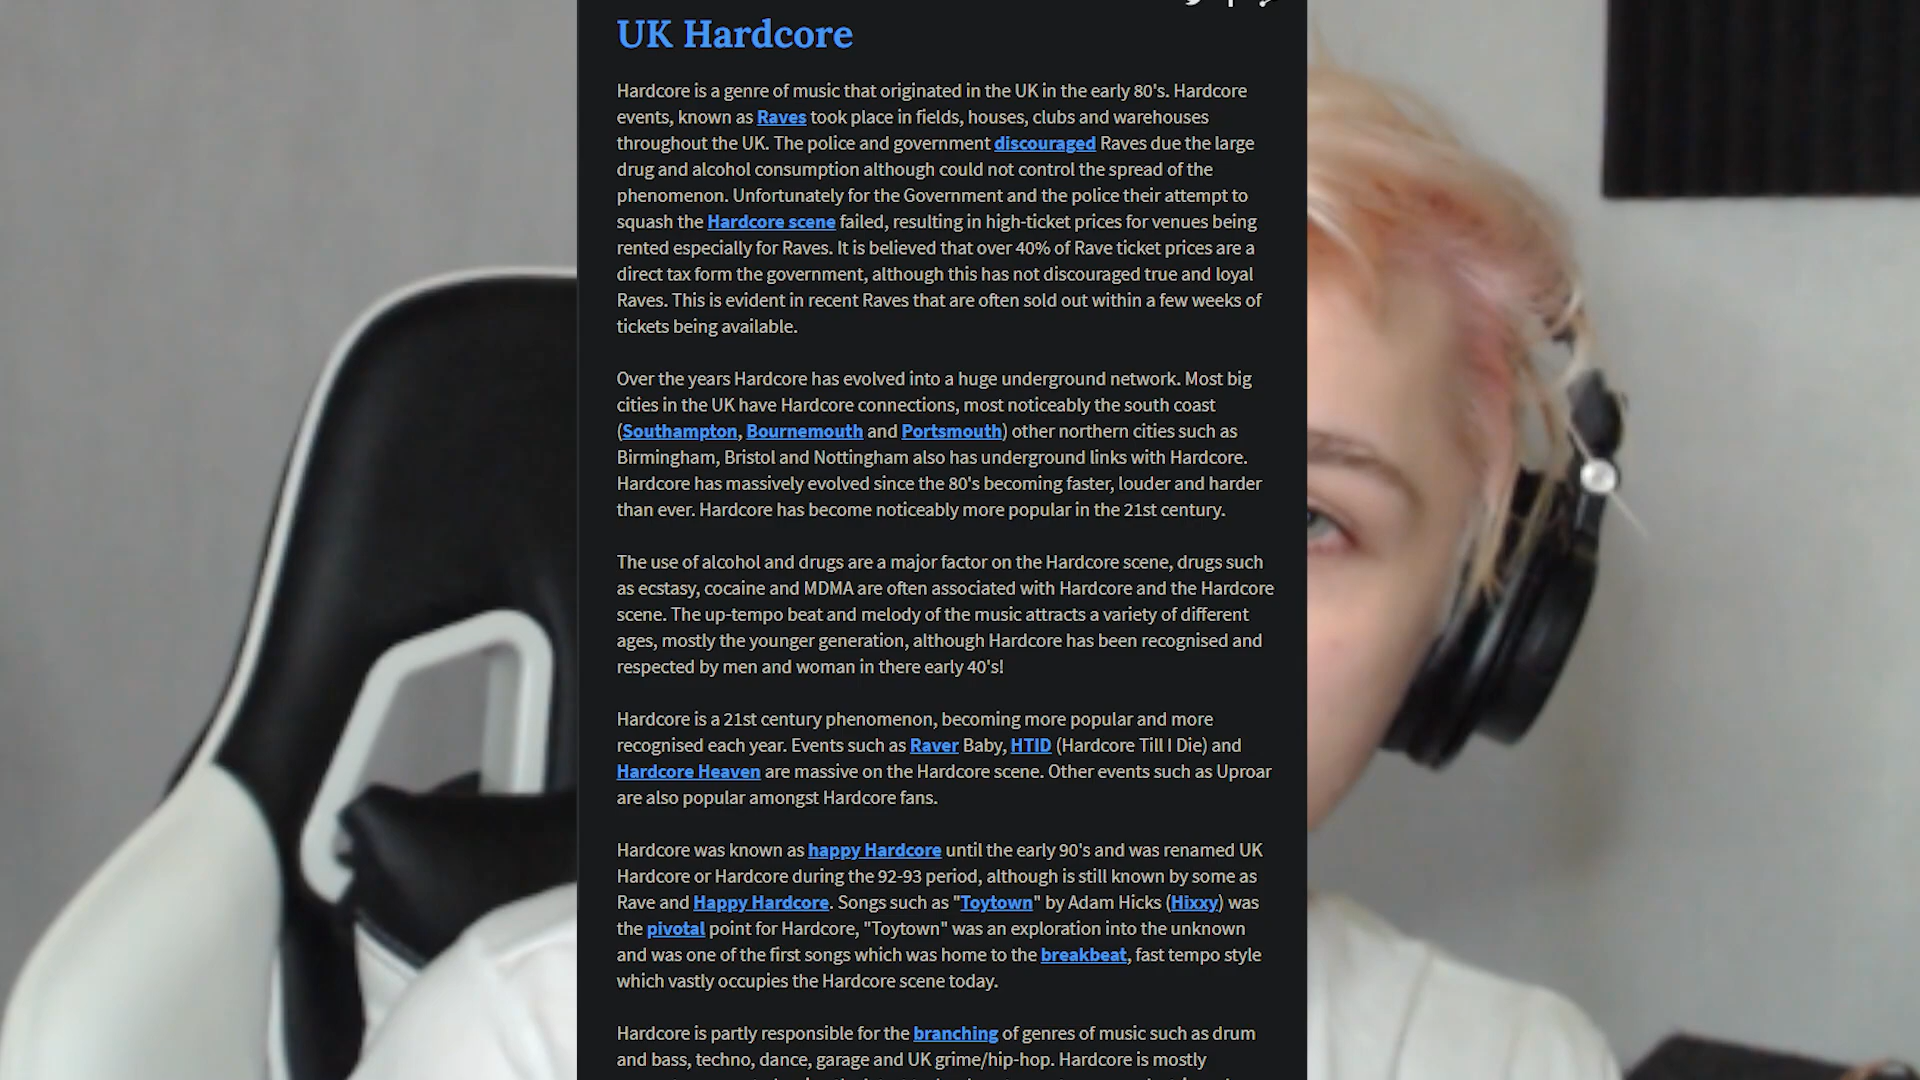 UK Hardcore
Hardcore is a genre of music that originated in the UK in the early 80's. Hardcore
events, known as Raves took place in fields, houses, clubs and warehouses
throughout the UK. The police and government discouraged Raves due the large
drug and alcohol consumption although could not control the spread of the
phenomenon. Unfortunately for the Government and the police their attempt to
squash the Hardcore scene failed, resulting in high-ticket prices for venues being
rented especially for Raves. It is believed that over 40% of Rave ticket prices are a
direct tax form the government, although this has not discouraged true and loyal
Raves. This is evident in recent Raves that are often sold out within a few weeks of
tickets being available.
Over the years Hardcore has evolved into a huge underground network. Most big
cities in the UK have Hardcore connections, most noticeably the south coast
(Southampton, Bournemouth and Portsmouth) other northern cities such as
Birmingham, Bristol and Nottingham also has underground links with Hardcore.
Hardcore has massively evolved since the 80's becoming faster, louder and harder
than ever. Hardcore has become noticeably more popular in the 21st century.
The use of alcohol and drugs are a major factor on the Hardcore scene, drugs such
as ecstasy, cocaine and MDMA are often associated with Hardcore and the Hardcore
scene. The up-tempo beat and melody of the music attracts a variety of different
ages, mostly the younger generation, although Hardcore has been recognised and
respected by men and woman in there early 40's!
Hardcore is a 21st century phenomenon, becoming more popular and more
recognised each year. Events such as Raver Baby, HTID (Hardcore Till I Die) and
Hardcore Heaven are massive on the Hardcore scene. Other events such as Uproar
are also popular amongst Hardcore fans.
Hardcore was known as happy Hardcore until the early 90's and was renamed UK
Hardcore or Hardcore during the 92-93 period, although is still known by some as
Rave and Happy Hardcore. Songs such as "Toytown" by Adam Hicks (Hixxy) was
the pivotal point for Hardcore, "Toytown" was an exploration into the unknown
and was one of the first songs which was home to the breakbeat, fast tempo style
which vastly occupies the Hardcore scene today.
Hardcore is partly responsible for the branching of genres of music such as drum
and bass, techno, dance, garage and UK grime/hip-hop. Hardcore is mostly